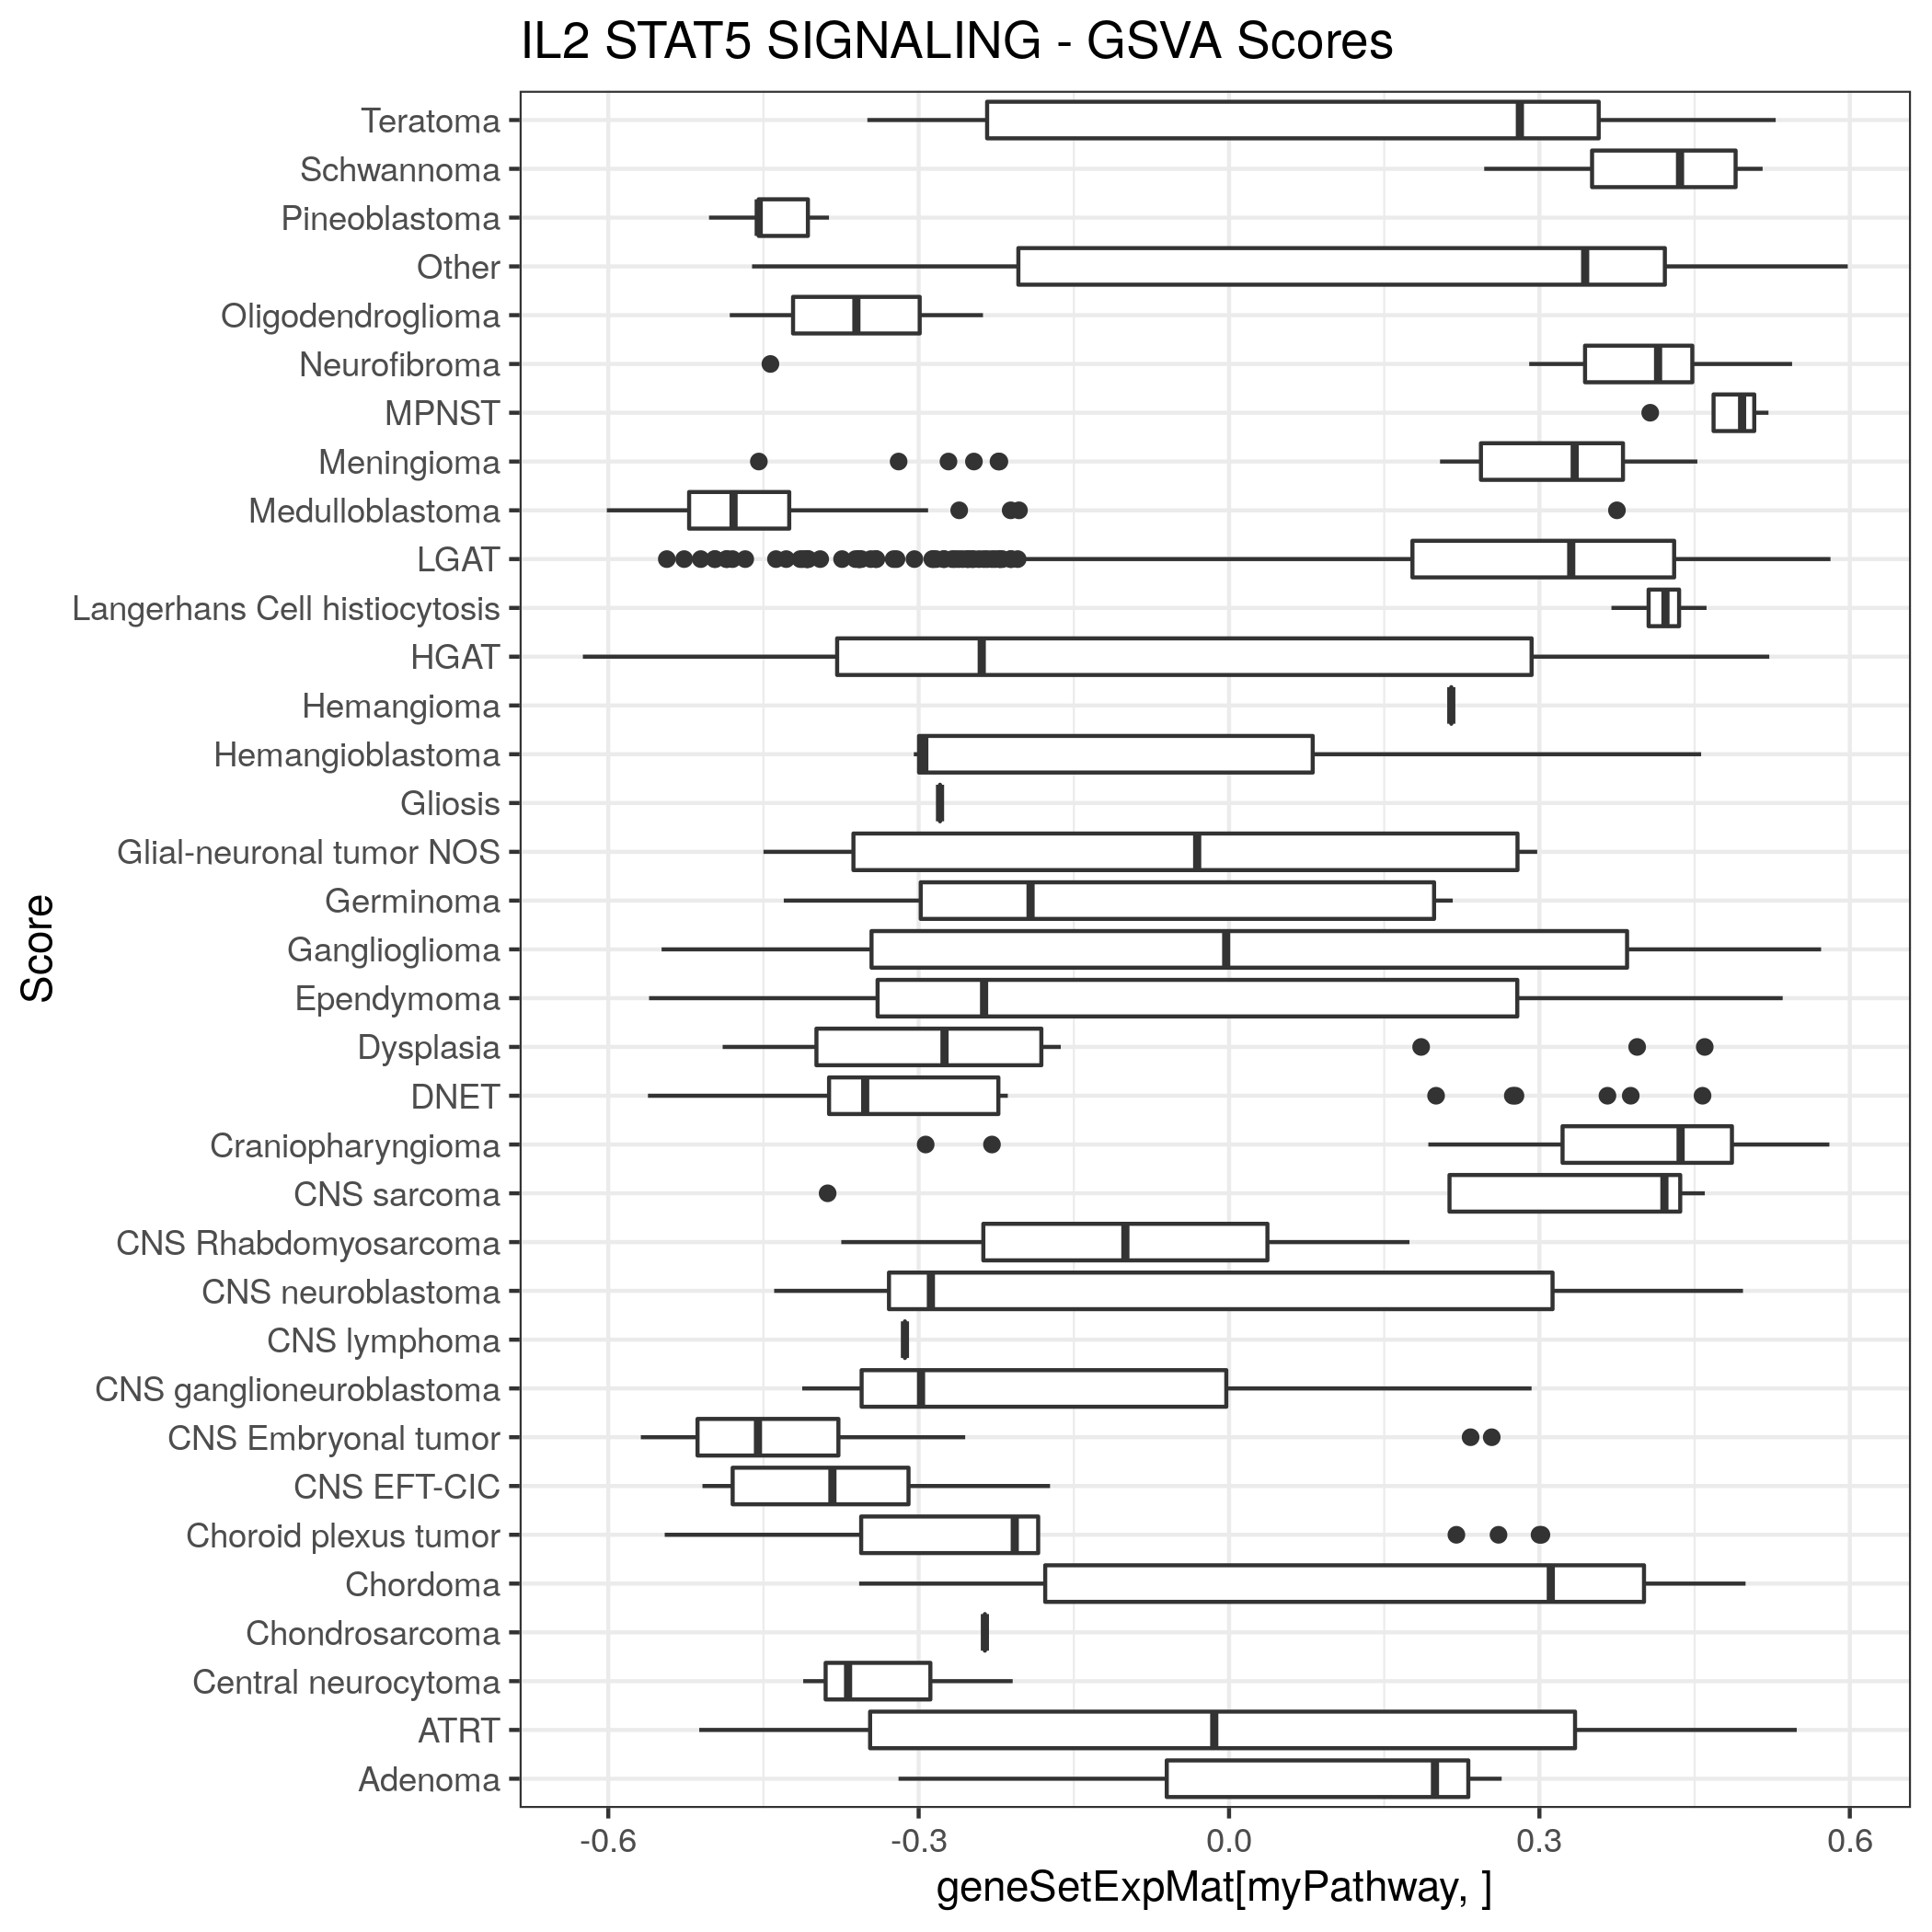 IL2 STAT5 SIGNALING - GSVA Scores
Teratoma
Schwannoma
Pineoblastoma
Other
Oligodendroglioma
Neurofibroma
MPNST
Meningioma
Medulloblastoma
LGAT
Langerhans Cell histiocytosis
HGAT
Hemangioma
Hemangioblastoma
Gliosis
Glial-neuronal tumor NOS
Germinoma
Ganglioglioma
Ependymoma
Dysplasia
DNET
Craniopharyngioma
CNS sarcoma
CNS Rhabdomyosarcoma
CNS neuroblastoma
CNS lymphoma
CNS ganglioneuroblastoma
CNS Embryonal tumor
CNS EFT-CIC
Choroid plexus tumor
Chordoma
Chondrosarcoma
Central neurocytoma
ATRT
Adenoma
Score
-0.6 -0.3 0.0 0.3 0.6
geneSetExpMat[myPathway, ]